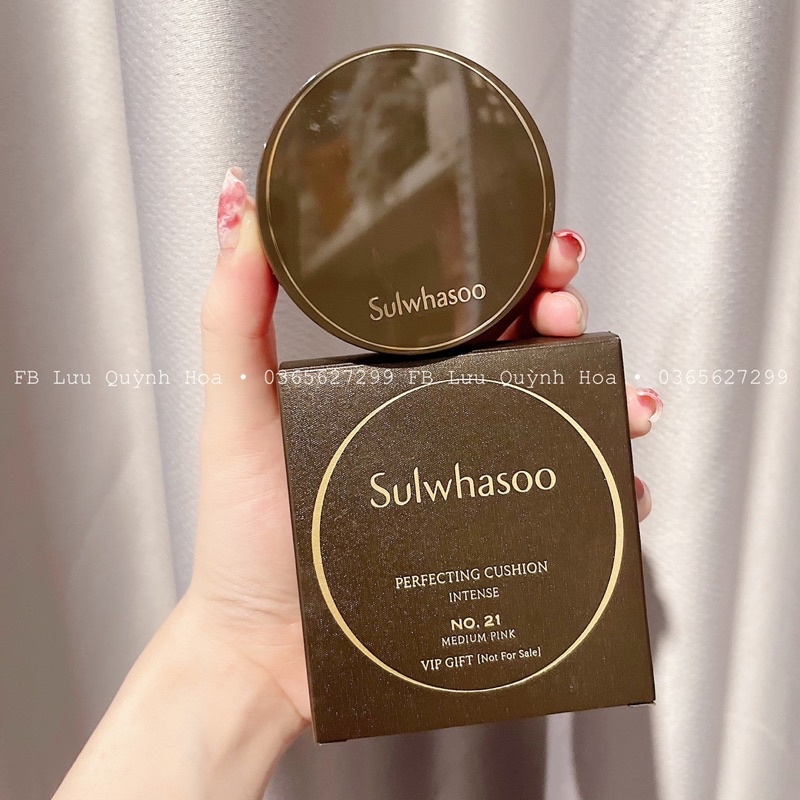 Sulwhasoo
FB Lưu Quỳnh Hoa • 0365627299 FB Lưu Quỳnh Hoa • 0365627299
Sulwhasoo
PERFECTING CUSHION
INTENSE
NO. 21
MEDIUM PINK
VIP GIFT [Not For Sale]